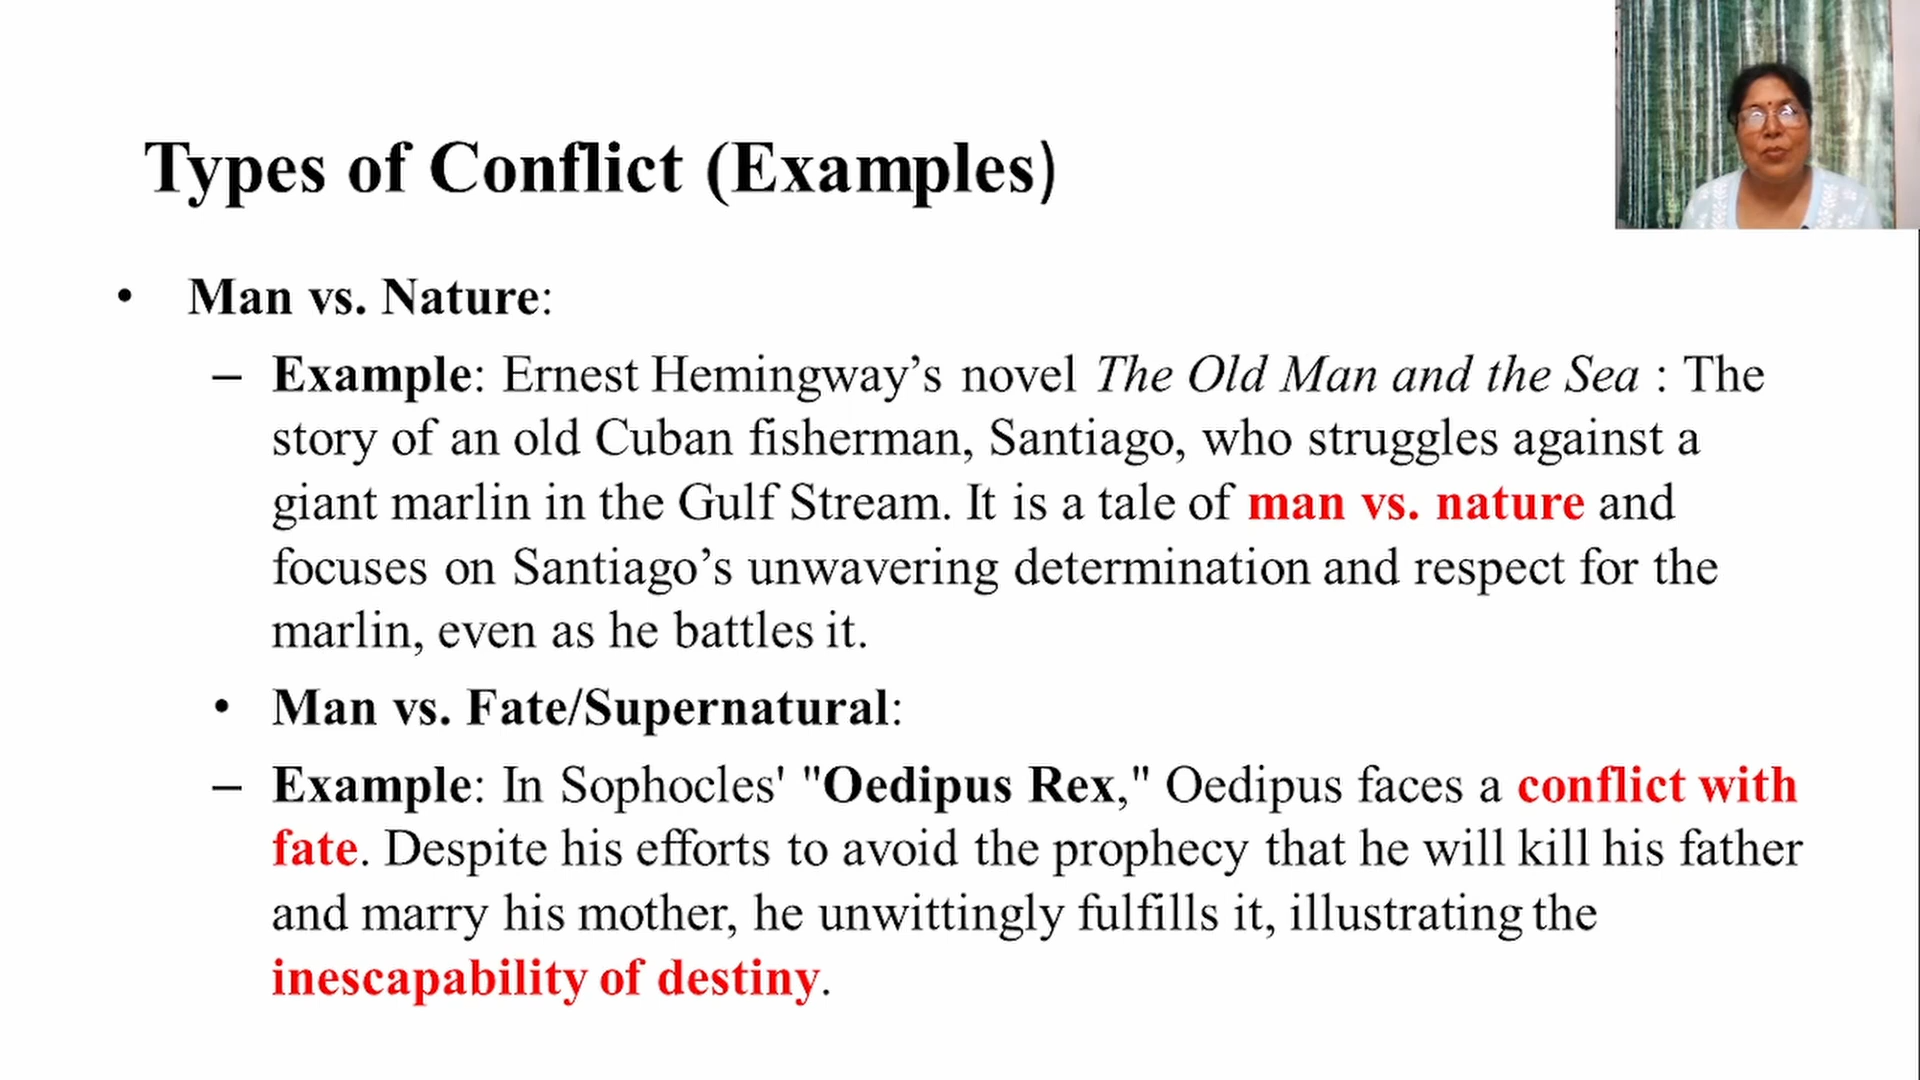 Types of Conflict (Examples)
• Man vs. Nature:
– Example: Ernest Hemingway’s novel The Old Man and the Sea : The
story of an old Cuban fisherman, Santiago, who struggles against a
giant marlin in the Gulf Stream. It is a tale of man vs. nature and
focuses on Santiago’s unwavering determination and respect for the
marlin, even as he battles it.
• Man vs. Fate/Supernatural:
– Example: In Sophocles' "Oedipus Rex," Oedipus faces a conflict with
fate. Despite his efforts to avoid the prophecy that he will kill his father
and marry his mother, he unwittingly fulfills it, illustrating the
inescapability of destiny.